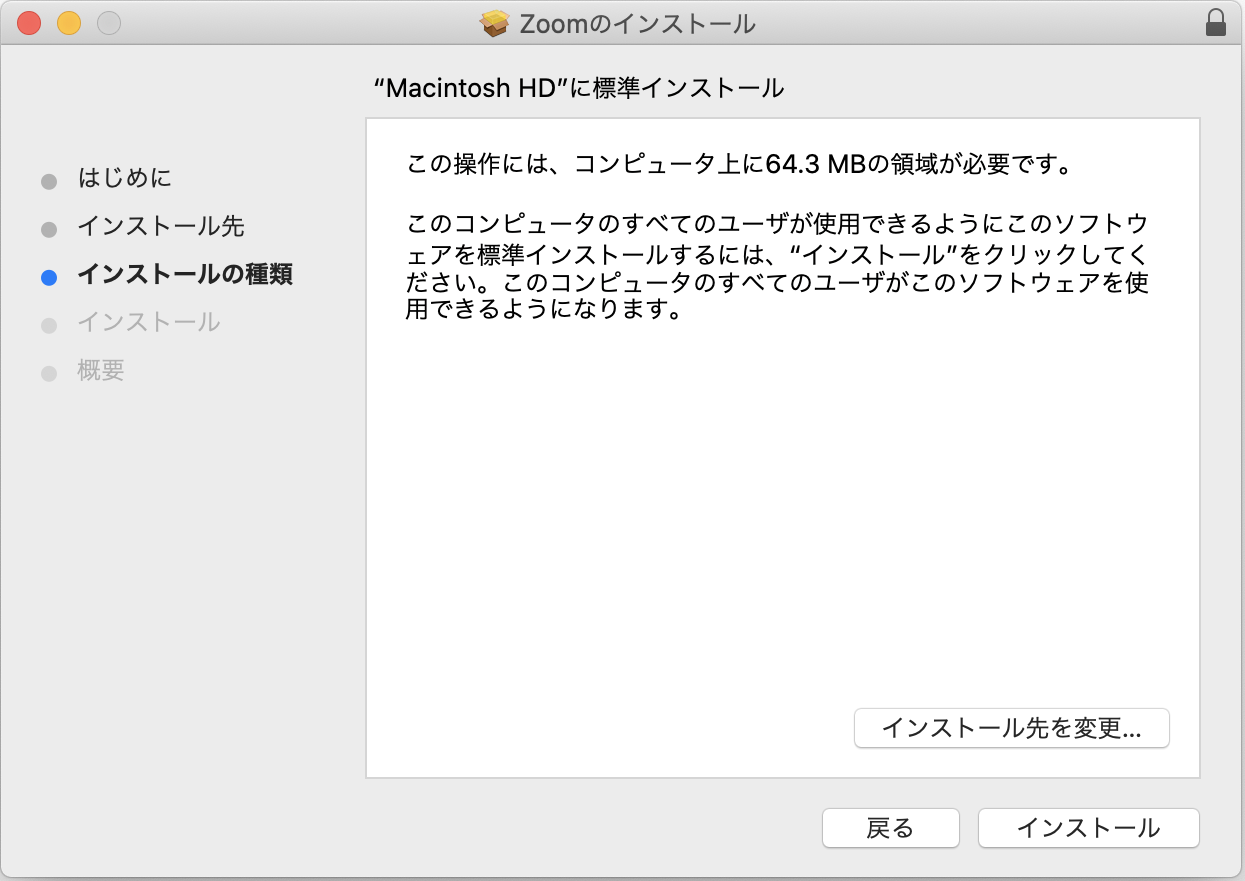 Zoomのインストール
“Macintosh HD”に標準インストール
はじめに
インストール先
インストールの種類
インストール
概要
この操作には、コンピュータ上に64.3 MBの領域が必要です。
このコンピュータのすべてのユーザが使用できるようにこのソフトウ
ェアを標準インストールするには、“インストール”をクリックしてく
ださい。このコンピュータのすべてのユーザがこのソフトウェアを使
用できるようになります。
インストール先を変更...
戻る
インストール